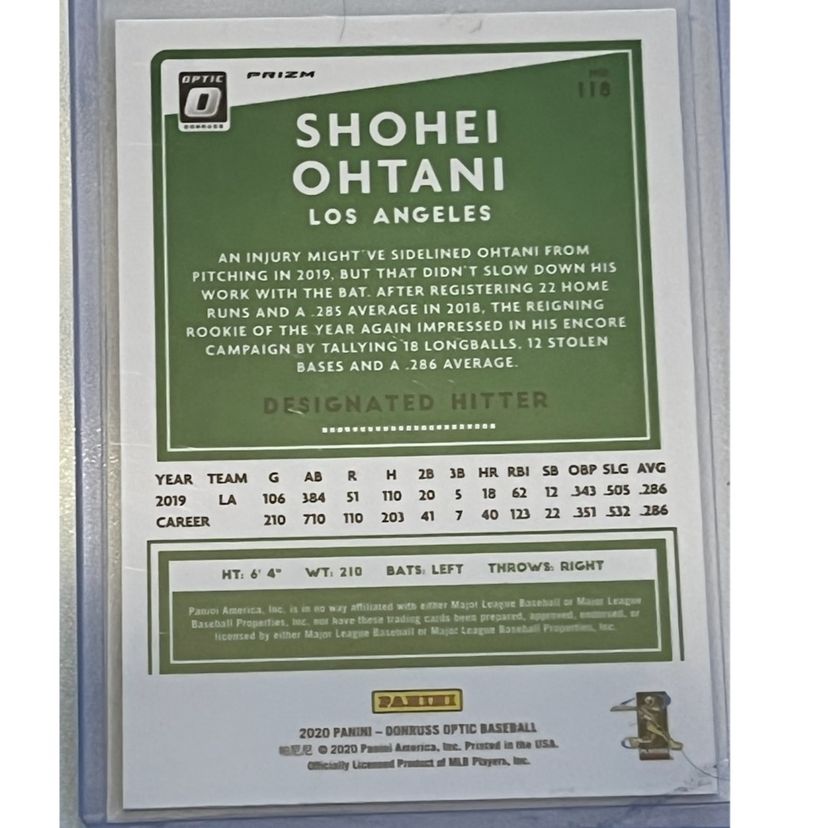 OPTIC
DONRUSS
PRIZM
NO.
118
SHOHEI
OHTANI
LOS ANGELES
AN INJURY MIGHT'VE SIDELINED OHTANI FROM
PITCHING IN 2019, BUT THAT DIDN'T SLOW DOWN HIS
WORK WITH THE BAT. AFTER REGISTERING 22 HOME
RUNS AND A .285 AVERAGE IN 2018, THE REIGNING
ROOKIE OF THE YEAR AGAIN IMPRESSED IN HIS ENCORE
CAMPAIGN BY TALLYING 18 LONGBALLS, 12 STOLEN
BASES AND A .286 AVERAGE.
DESIGNATED HITTER
YEAR TEAM G AB R H 2B 3B HR RBI SB OBP SLG AVG
2019 LA 106 384 51 110 20 5 18 62 12 .343 .505 .286
CAREER 210 710 110 203 41 7 40 123 22 .351 .532 .286
HT: 6' 4" WT: 210 BATS: LEFT THROWS: RIGHT
Panini America, Inc. is in no way affiliated with either Major League Baseball or Major League
Baseball Properties, Inc. nor have these trading cards been prepared, approved, endorsed, or
licensed by either Major League Baseball or Major League Baseball Properties, Inc.
PANINI
2020 PANINI – DONRUSS OPTIC BASEBALL
帕尼尼 © 2020 Panini America, Inc. Printed in the USA.
Officially Licensed Product of MLB Players, Inc.